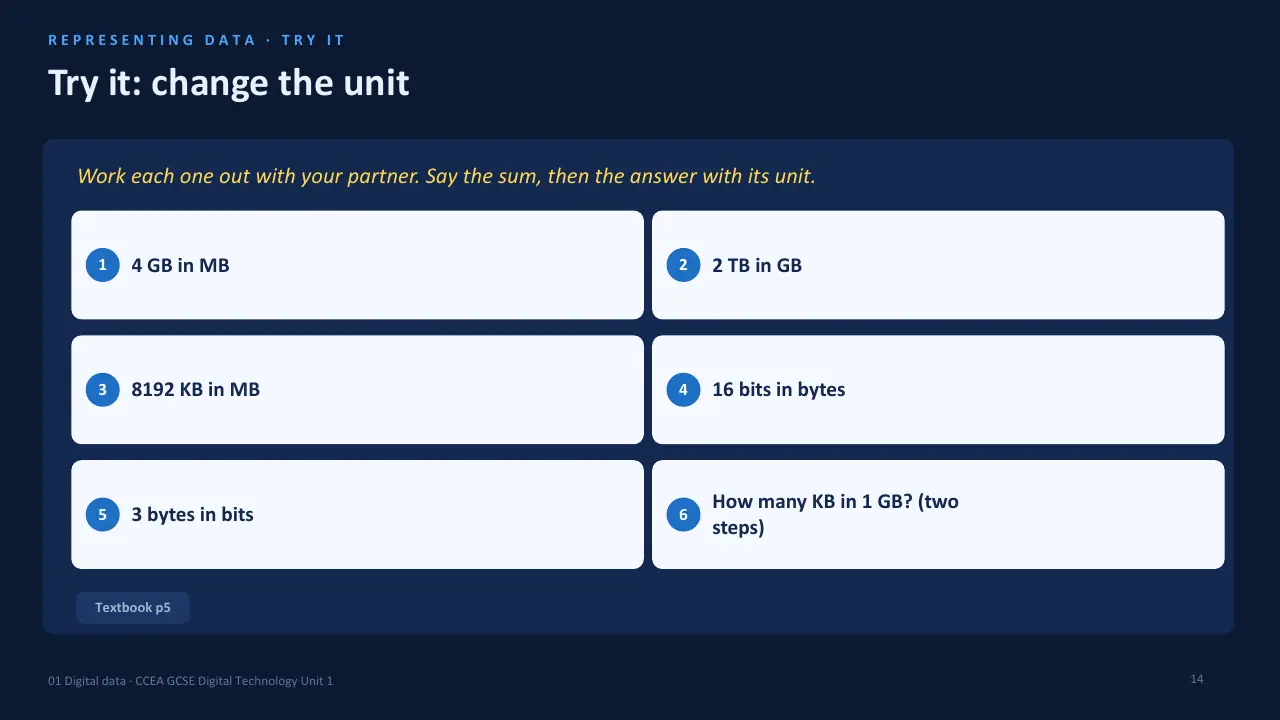 REPRESENTING DATA · TRY IT
Try it: change the unit
Work each one out with your partner. Say the sum, then the answer with its unit.
1 4 GB in MB
2 2 TB in GB
3 8192 KB in MB
4 16 bits in bytes
5 3 bytes in bits
6 How many KB in 1 GB? (two
steps)
Textbook p5
01 Digital data · CCEA GCSE Digital Technology Unit 1
14